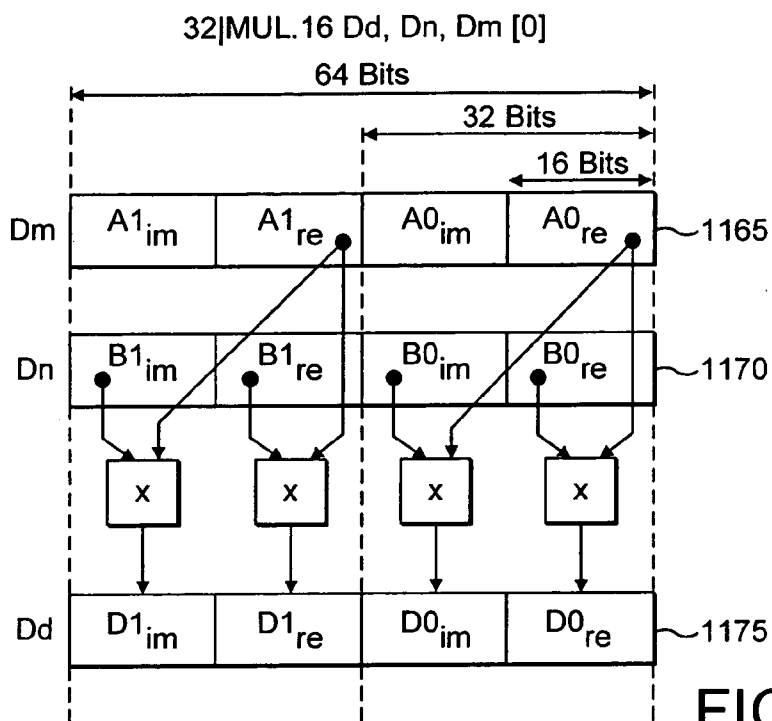 32|MUL.16 Dd, Dn, Dm [0]
64 Bits
32 Bits
16 Bits
Dm A1im A1re A0im A0re 1165
Dn B1im B1re B0im B0re 1170
x x x x
Dd D1im D1re D0im D0re 1175